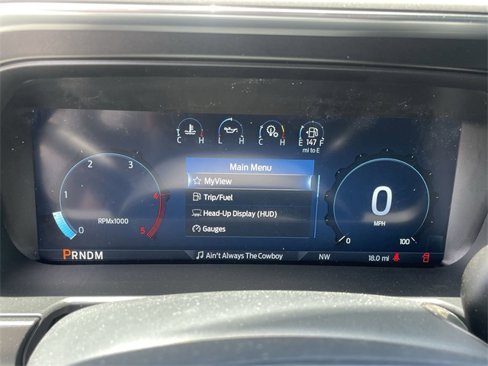 C H L H C H E 147 F
mi to E
Main Menu
MyView
Trip/Fuel
Head-Up Display (HUD)
Gauges
0 1 2 3 4 5
RPMx1000
0
MPH
0 100
PRNDM
Ain't Always The Cowboy
NW
18.0 mi